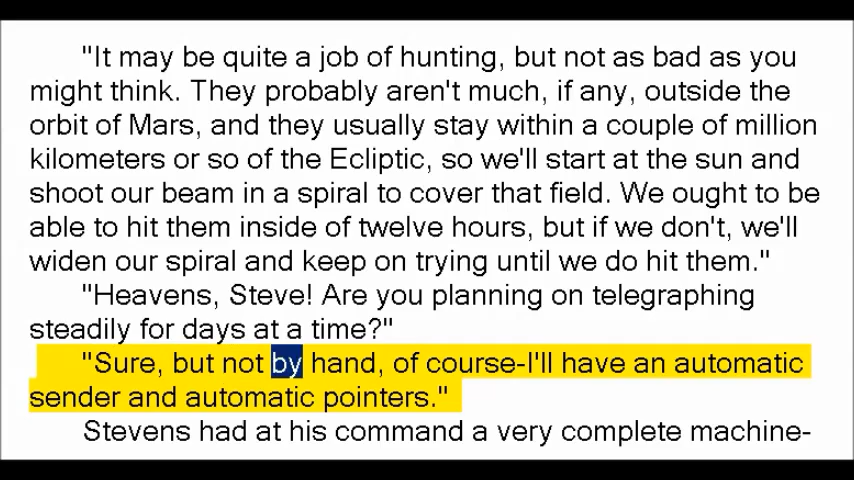 "It may be quite a job of hunting, but not as bad as you
might think. They probably aren't much, if any, outside the
orbit of Mars, and they usually stay within a couple of million
kilometers or so of the Ecliptic, so we'll start at the sun and
shoot our beam in a spiral to cover that field. We ought to be
able to hit them inside of twelve hours, but if we don't, we'll
widen our spiral and keep on trying until we do hit them."
"Heavens, Steve! Are you planning on telegraphing
steadily for days at a time?"
"Sure, but not by hand, of course-I'll have an automatic
sender and automatic pointers."
Stevens had at his command a very complete machine-